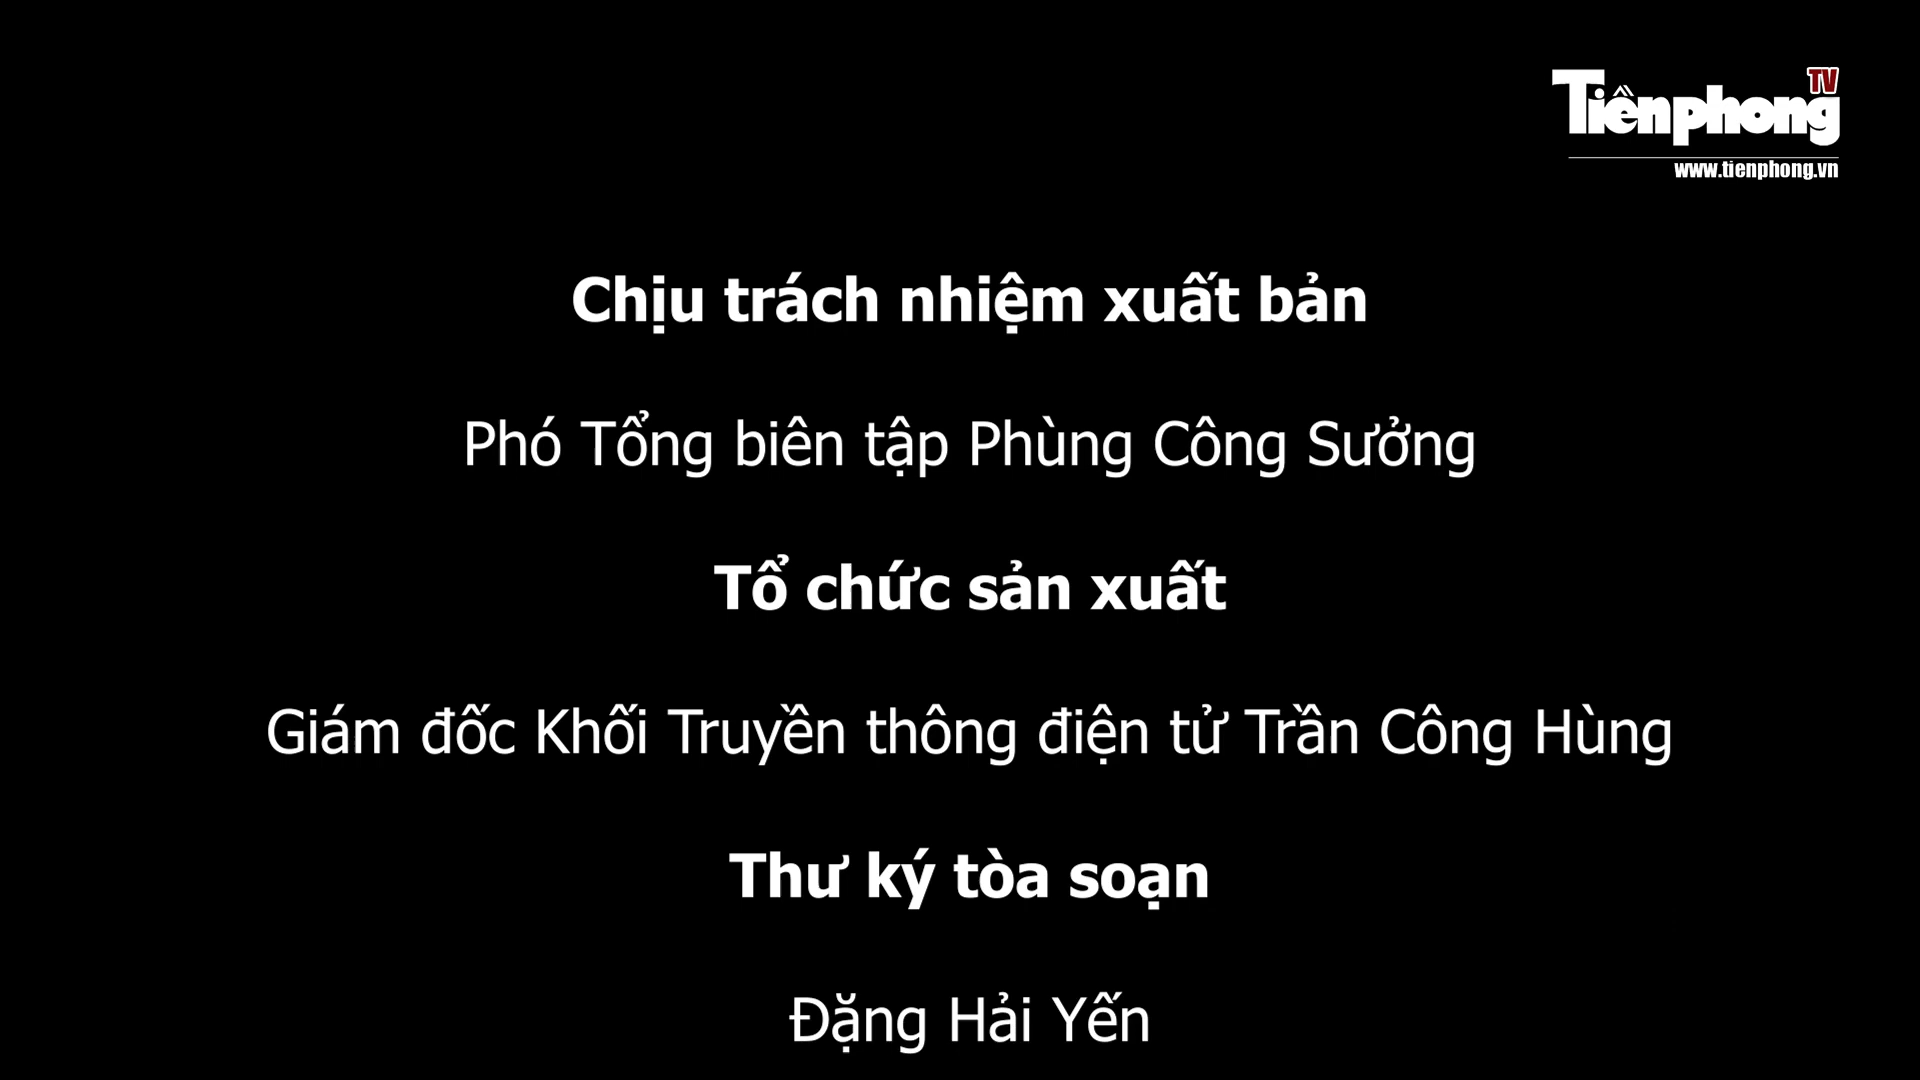 Tiềnphong TV
www.tienphong.vn
Chịu trách nhiệm xuất bản
Phó Tổng biên tập Phùng Công Sưởng
Tổ chức sản xuất
Giám đốc Khối Truyền thông điện tử Trần Công Hùng
Thư ký tòa soạn
Đặng Hải Yến